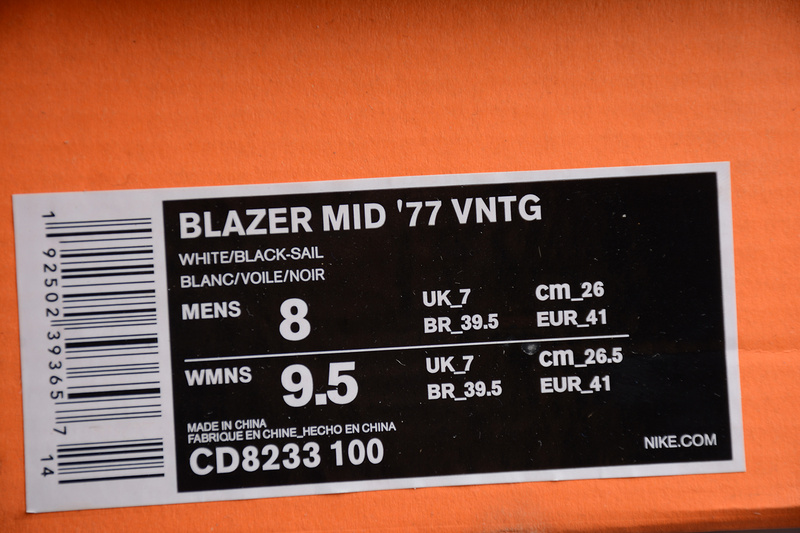 BLAZER MID '77 VNTG
WHITE/BLACK-SAIL
BLANC/VOILE/NOIR
MENS 8 UK_7 cm_26
BR_39.5 EUR_41
WMNS 9.5 UK_7 cm_26.5
BR_39.5 EUR_41
MADE IN CHINA
FABRIQUE EN CHINE_HECHO EN CHINA
CD8233 100
NIKE.COM
1 92502 39365 7 14